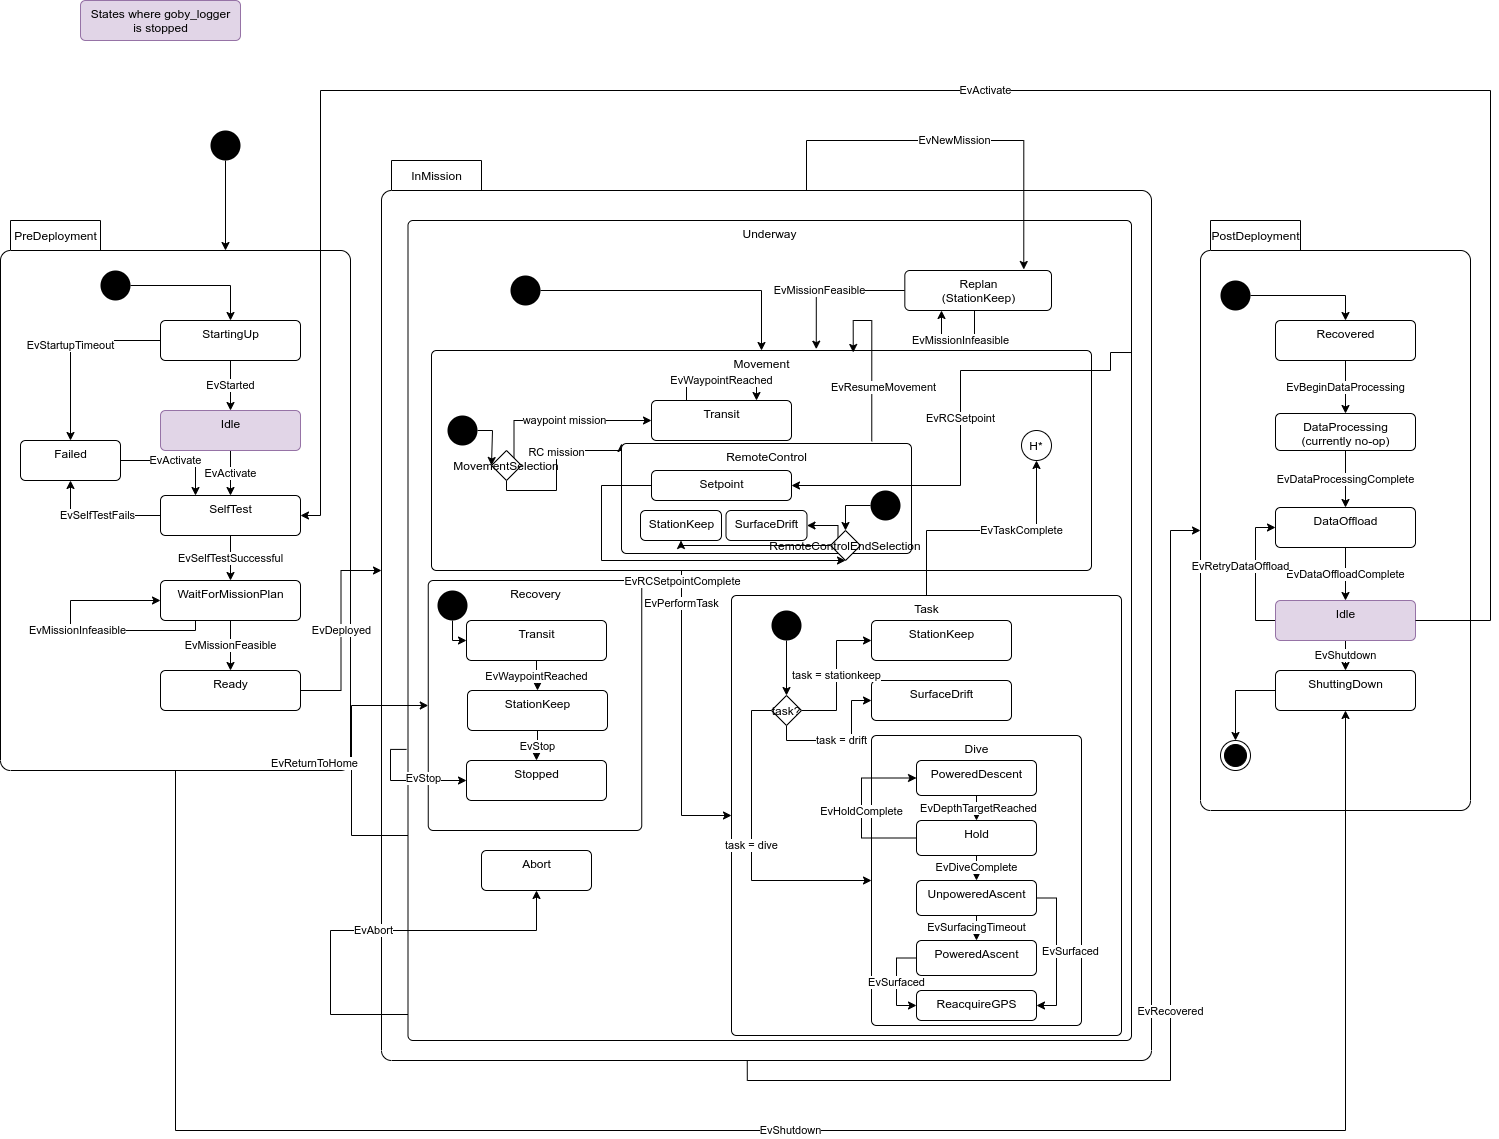 States where goby_logger
is stopped
EvActivate
EvNewMission
InMission
PreDeployment
Underway
PostDeployment
Replan
(StationKeep)
EvMissionFeasible
StartingUp
Recovered
EvStartupTimeout
EvMissionInfeasible
Movement
EvStarted
EvWaypointReached
EvResumeMovement
EvBeginDataProcessing
Idle
Transit
waypoint mission
EvRCSetpoint
DataProcessing
(currently no-op)
Failed
H*
EvActivate
RC mission
RemoteControl
EvActivate
MovementSelection
EvDataProcessingComplete
Setpoint
SelfTest
EvSelfTestFails
StationKeep
SurfaceDrift
EvTaskComplete
DataOffload
RemoteControlEndSelection
EvSelfTestSuccessful
EvRetryDataOffload
EvDataOffloadComplete
EvRCSetpointComplete
WaitForMissionPlan
Recovery
EvPerformTask
Task
Idle
EvMissionInfeasible
EvDeployed
Transit
StationKeep
EvMissionFeasible
EvShutdown
EvWaypointReached
task = stationkeep
Ready
StationKeep
SurfaceDrift
ShuttingDown
task?
task = drift
EvStop
Dive
EvReturnToHome
Stopped
EvStop
PoweredDescent
EvHoldComplete
EvDepthTargetReached
Hold
task = dive
Abort
EvDiveComplete
UnpoweredAscent
EvAbort
EvSurfacingTimeout
EvSurfaced
PoweredAscent
EvSurfaced
ReacquireGPS
EvRecovered
EvShutdown